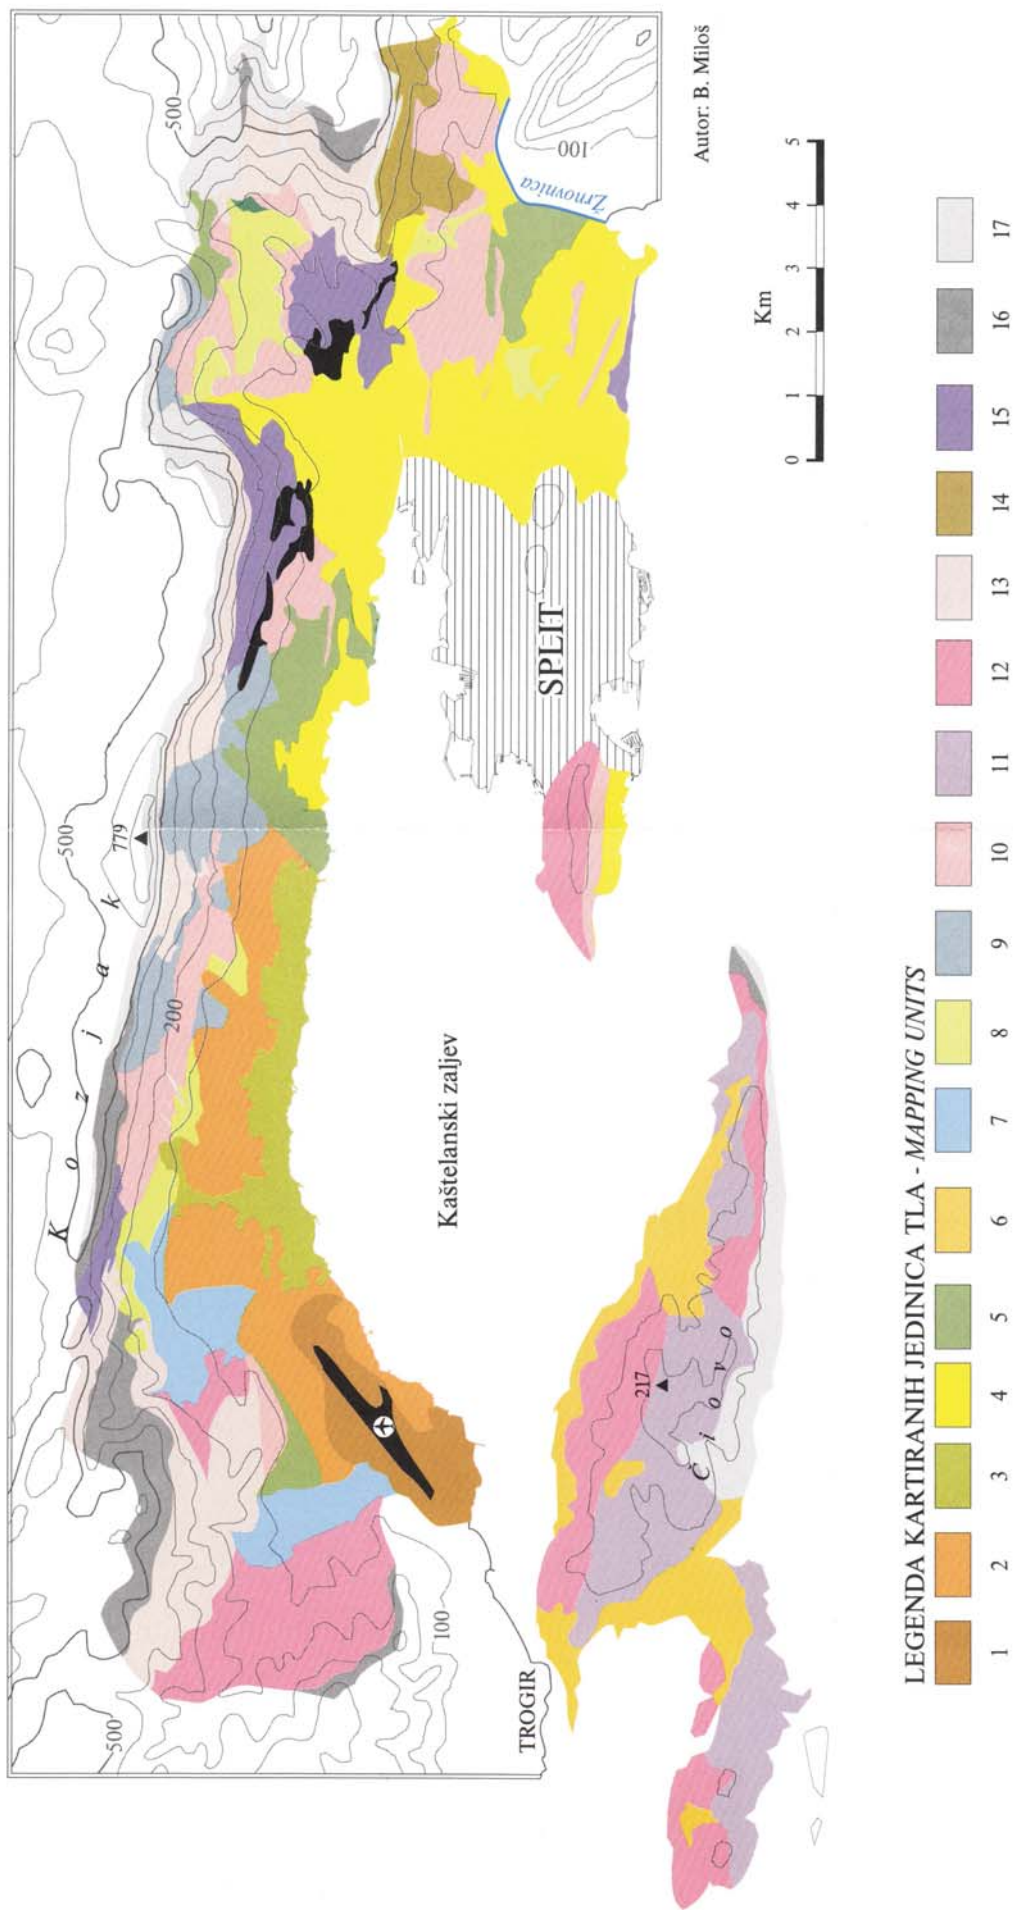 500
K o z j a k
779
500
500
200
100
100
Žrnovnica
SPLIT
Kaštelanski zaljev
TROGIR
217
Č i o v o
Autor: B. Miloš
Km
0 1 2 3 4 5
LEGENDA KARTIRANIH JEDINICA TLA - MAPPING UNITS
1 2 3 4 5 6 7 8 9 10 11 12 13 14 15 16 17